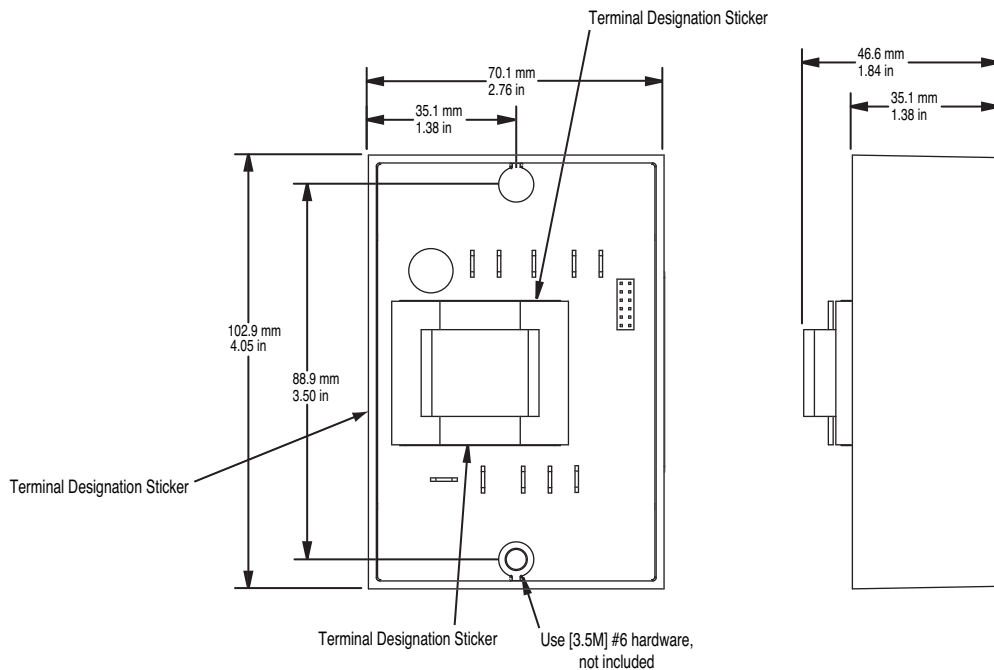 Terminal Designation Sticker
46.6 mm
1.84 in
70.1 mm
2.76 in
35.1 mm
1.38 in
35.1 mm
1.38 in
102.9 mm
4.05 in
88.9 mm
3.50 in
Terminal Designation Sticker
Terminal Designation Sticker
Use [3.5M] #6 hardware,
not included